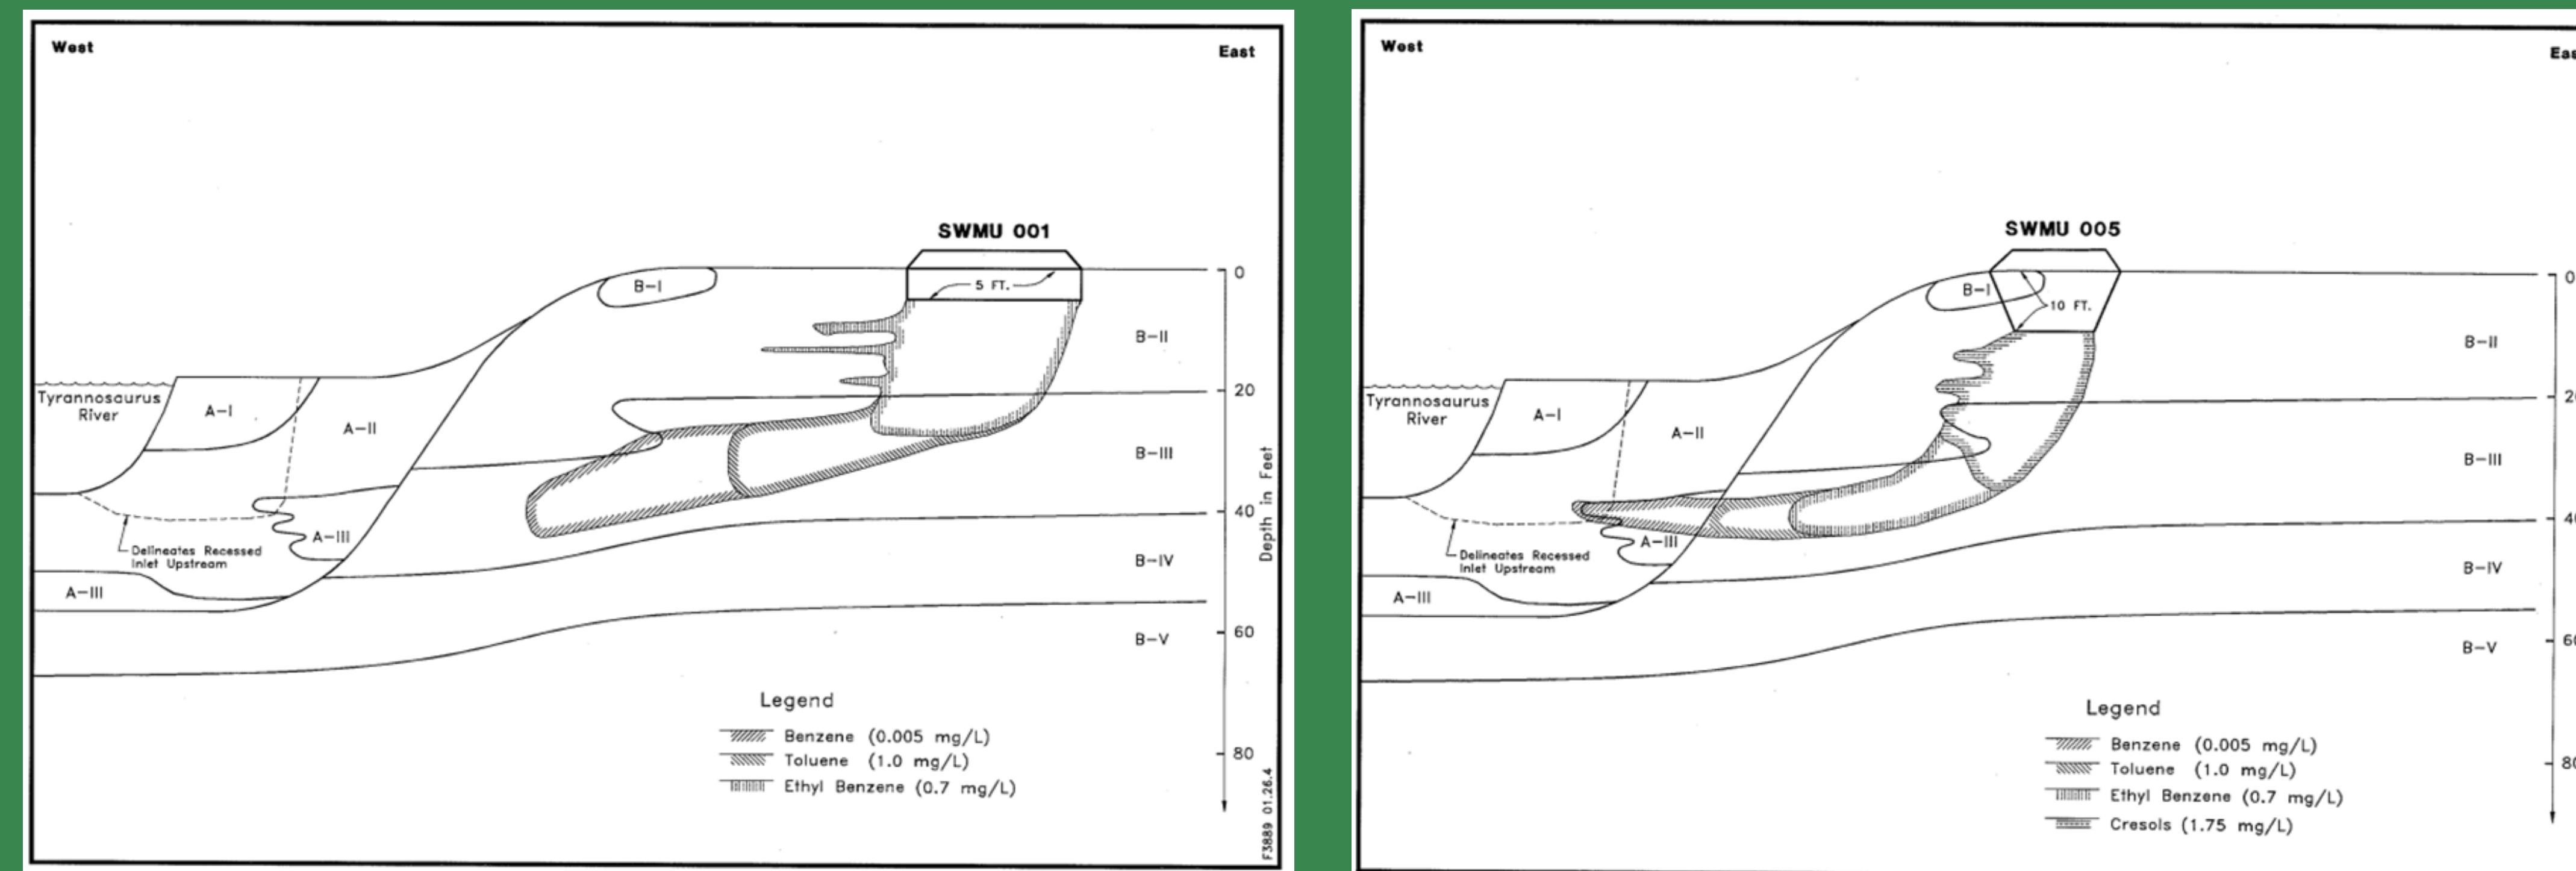 West
East
SWMU 001
B-I
5 FT.
0
B-II
20
Tyrannosaurus
River
A-I
A-II
B-III
40
A-III
Delineates Recessed
Inlet Upstream
Depth in Feet
B-IV
A-III
60
B-V
Legend
Benzene (0.005 mg/L)
Toluene (1.0 mg/L)
Ethyl Benzene (0.7 mg/L)
80
F3889 01.26.4
West
SWMU 005
B-I
10 FT.
0
B-II
Tyrannosaurus
River
A-I
A-II
B-III
A-III
Delineates Recessed
Inlet Upstream
B-IV
A-III
B-V
Legend
Benzene (0.005 mg/L)
Toluene (1.0 mg/L)
Ethyl Benzene (0.7 mg/L)
Cresols (1.75 mg/L)